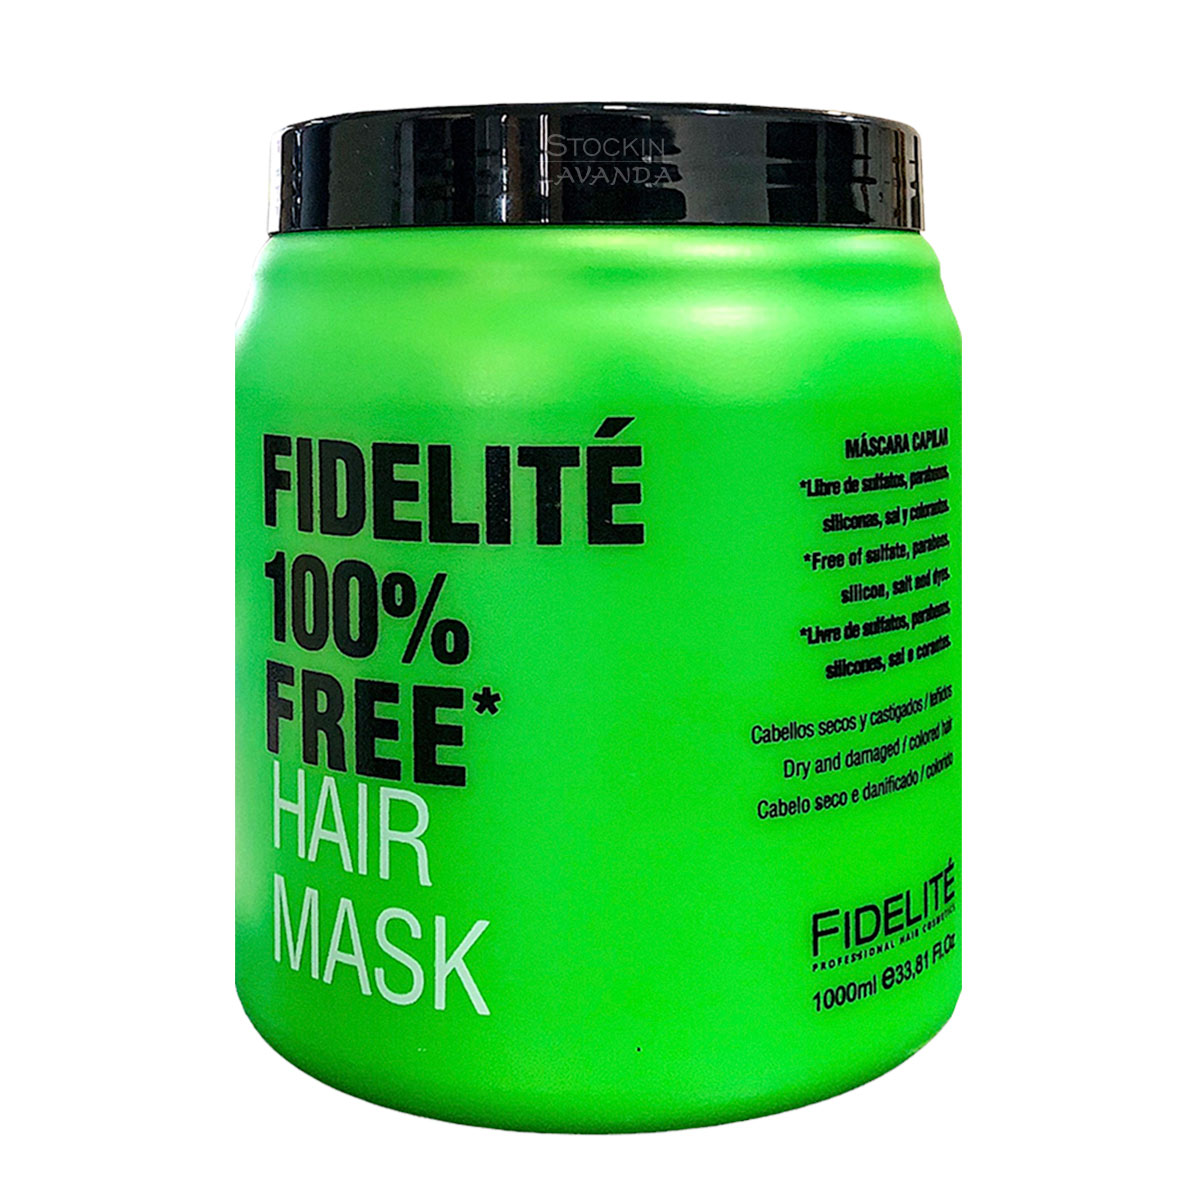 STOCKIN
LAVANDA
FIDELITÉ
100%
FREE*
HAIR
MASK
MÁSCARA CAPILAR
*Libre de sulfatos, parabenos,
siliconas, sal y colorantes.
*Free of sulfate, parabens,
silicon, salt and dyes.
*Livre de sulfatos, parabenos,
silicones, sal e corantes.
Cabellos secos y castigados / teñidos
Dry and damaged / colored hair
Cabelo seco e danificado / colorido
FIDELITÉ
PROFESSIONAL HAIR COSMETICS
1000ml ℮33,81 Fl.Oz